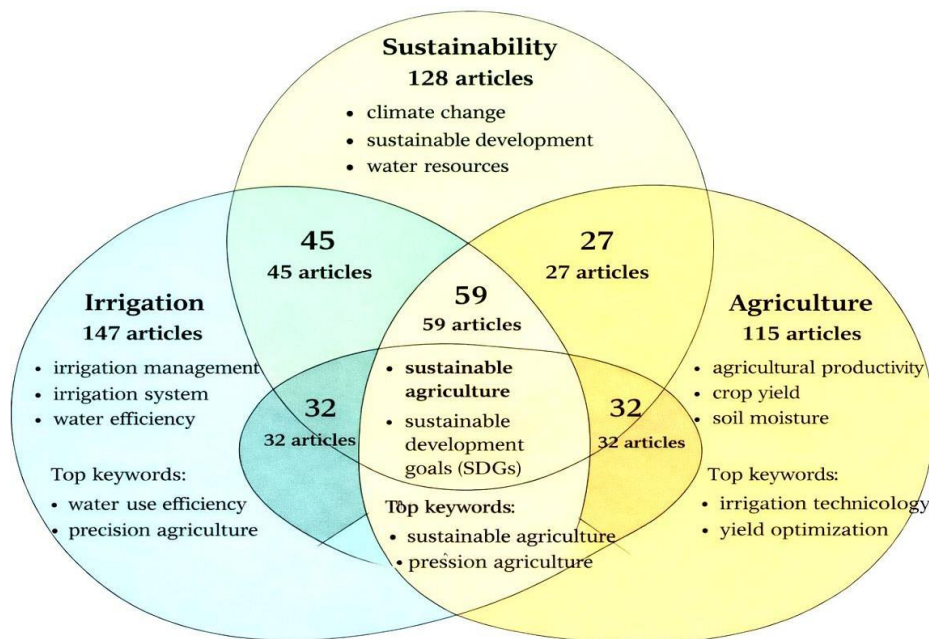 Sustainability
128 articles
• climate change
• sustainable development
• water resources
45
45 articles
27
27 articles
59
59 articles
Irrigation
147 articles
• irrigation management
• irrigation system
• water efficiency
Top keywords:
• water use efficiency
• precision agriculture
32
32 articles
• sustainable
agriculture
• sustainable
development
goals (SDGs)
Top keywords:
• sustainable agriculture
• pression agriculture
32
32 articles
Agriculture
115 articles
• agricultural productivity
• crop yield
• soil moisture
Top keywords:
• irrigation technicology
• yield optimization